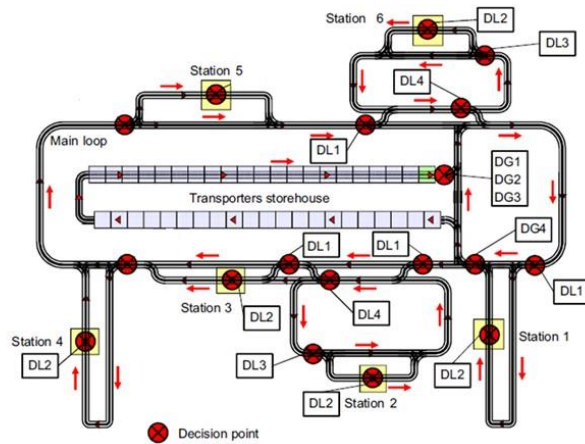 Station 6
DL2
DL3
Station 5
DL4
Main loop
DL1
DG1
DG2
DG3
Transporters storehouse
DL1
DL1
DG4
DL1
Station 3
DL2
DL4
Station 4
DL2
Station 1
DL3
DL2
DL2
Station 2
Decision point